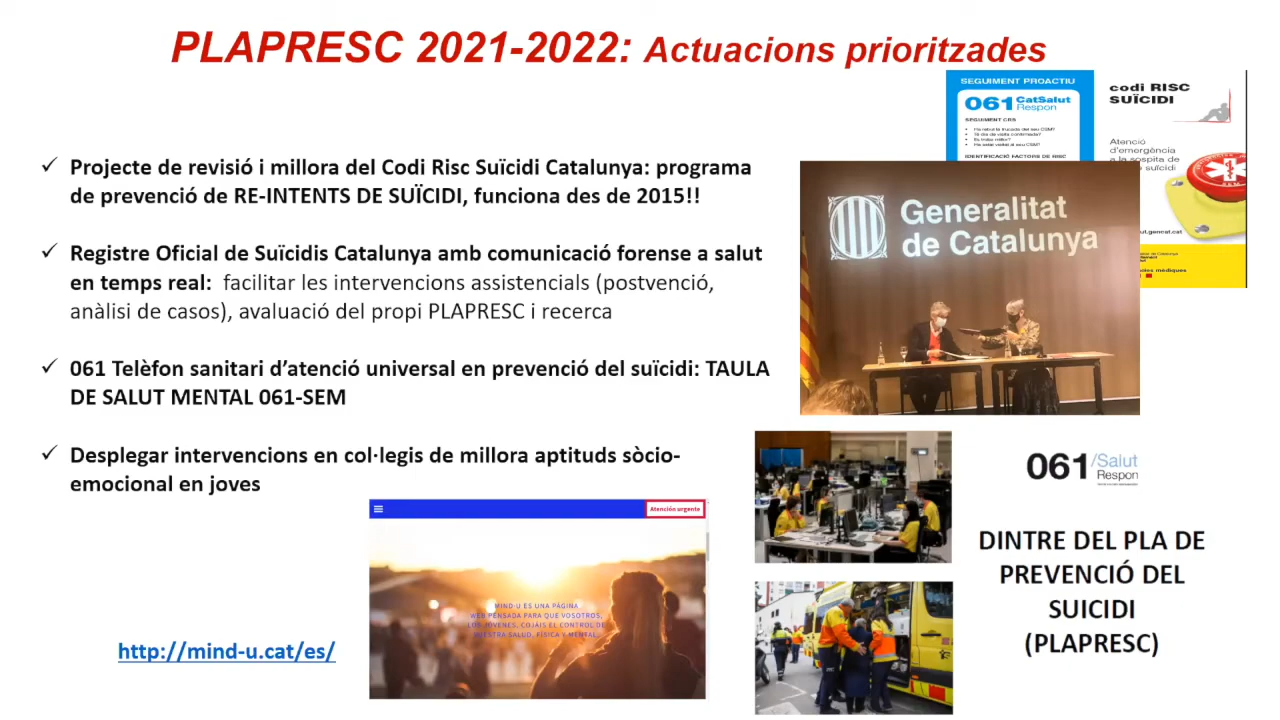 PLAPRESC 2021-2022: Actuacions prioritzades
✓ Projecte de revisió i millora del Codi Risc Suïcidi Catalunya: programa
de prevenció de RE-INTENTS DE SUÏCIDI, funciona des de 2015!!
✓ Registre Oficial de Suïcidis Catalunya amb comunicació forense a salut
en temps real: facilitar les intervencions assistencials (postvenció,
anàlisi de casos), avaluació del propi PLAPRESC i recerca
✓ 061 Telèfon sanitari d'atenció universal en prevenció del suïcidi: TAULA
DE SALUT MENTAL 061-SEM
✓ Desplegar intervencions en col·legis de millora aptituds sòcio-
emocional en joves
http://mind-u.cat/es/
Atención urgente
MIND-U ES UNA PÀGINA
WEB PENSADA PARA QUE VOSOTROS,
LOS JÓVENES, COJÁIS EL CONTROL DE
VUESTRA SALUD, FÍSICA Y MENTAL.
SEGUIMENT PROACTIU
061 CatSalut
Respon
SEGUIMENT CRS
IDENTIFICACIÓ FACTORS DE RISC
codi RISC
SUÏCIDI
Atenció
d'emergència
a la sospita de
suïcidi
SEM
Generalitat
de Catalunya
061/Salut
Respon
DINTRE DEL PLA DE
PREVENCIÓ DEL
SUICIDI
(PLAPRESC)